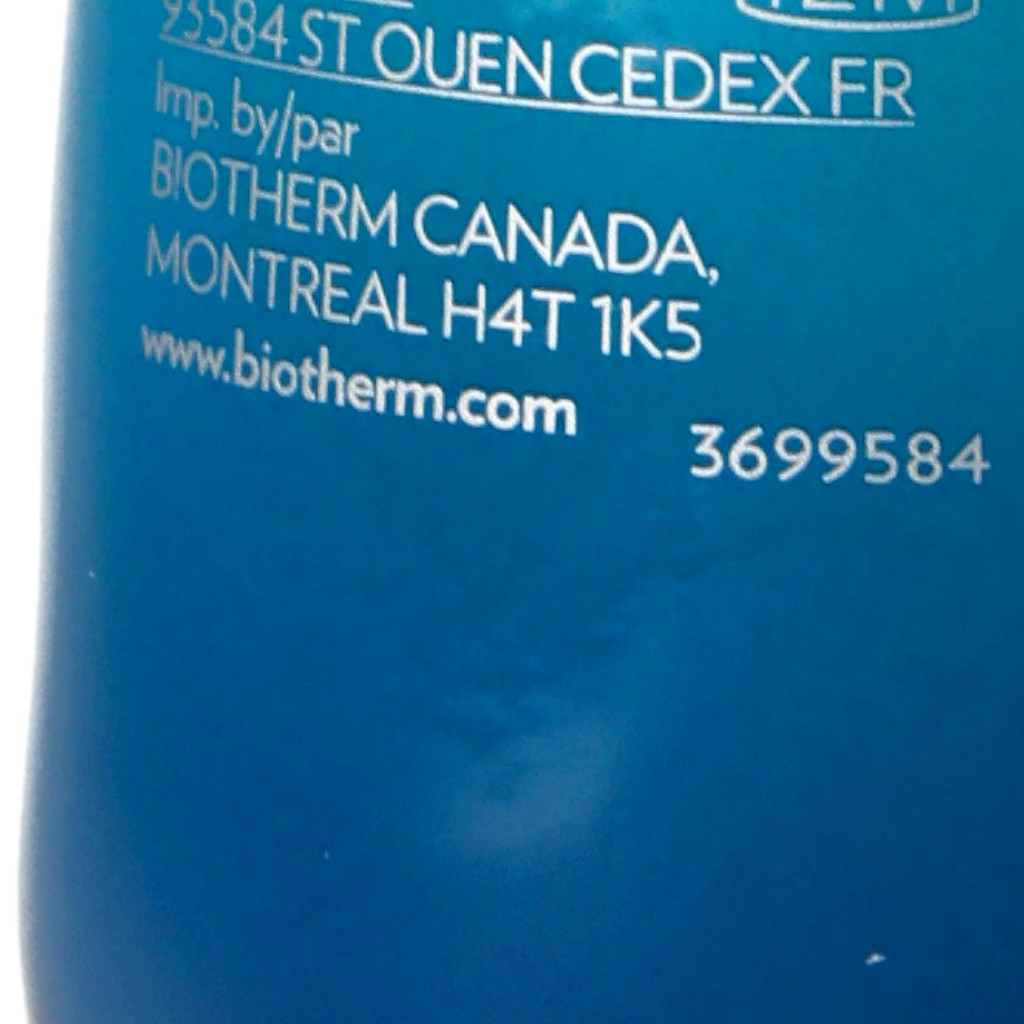 93584 ST OUEN CEDEX FR
Imp. by/par
BIOTHERM CANADA,
MONTREAL H4T 1K5
www.biotherm.com
3699584